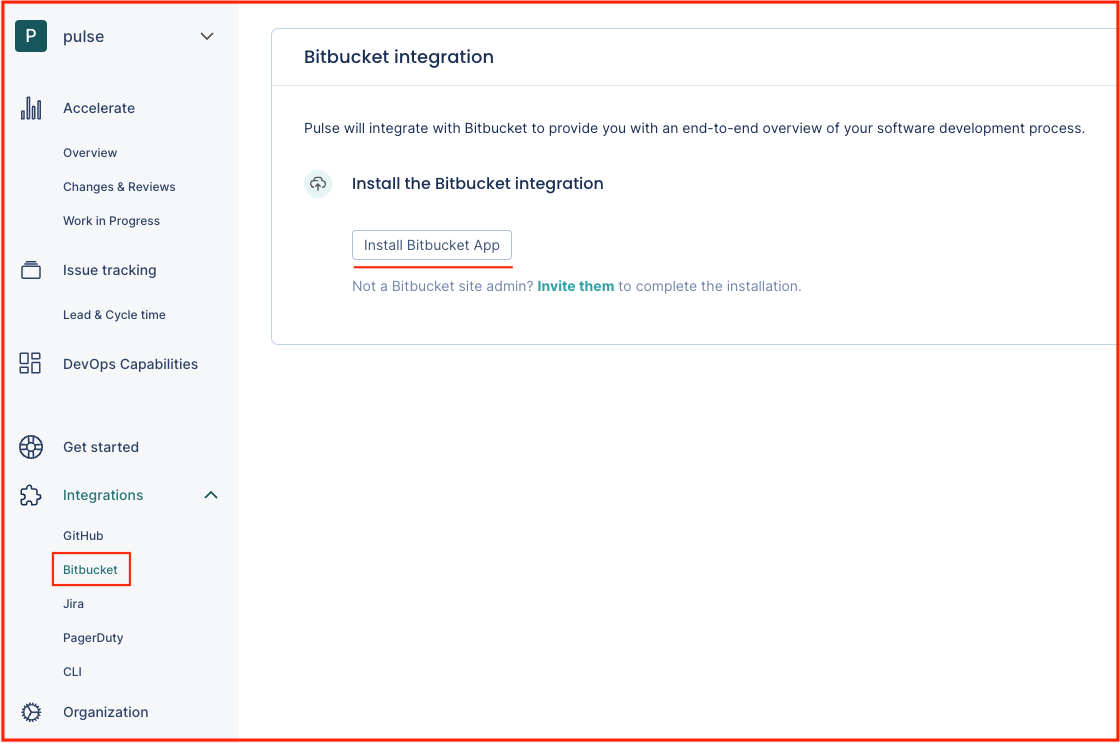 P
pulse
Accelerate
Overview
Changes & Reviews
Work in Progress
Issue tracking
Lead & Cycle time
DevOps Capabilities
Get started
Integrations
GitHub
Bitbucket
Jira
PagerDuty
CLI
Organization
Bitbucket integration
Pulse will integrate with Bitbucket to provide you with an end-to-end overview of your software development process.
Install the Bitbucket integration
Install Bitbucket App
Not a Bitbucket site admin? Invite them to complete the installation.